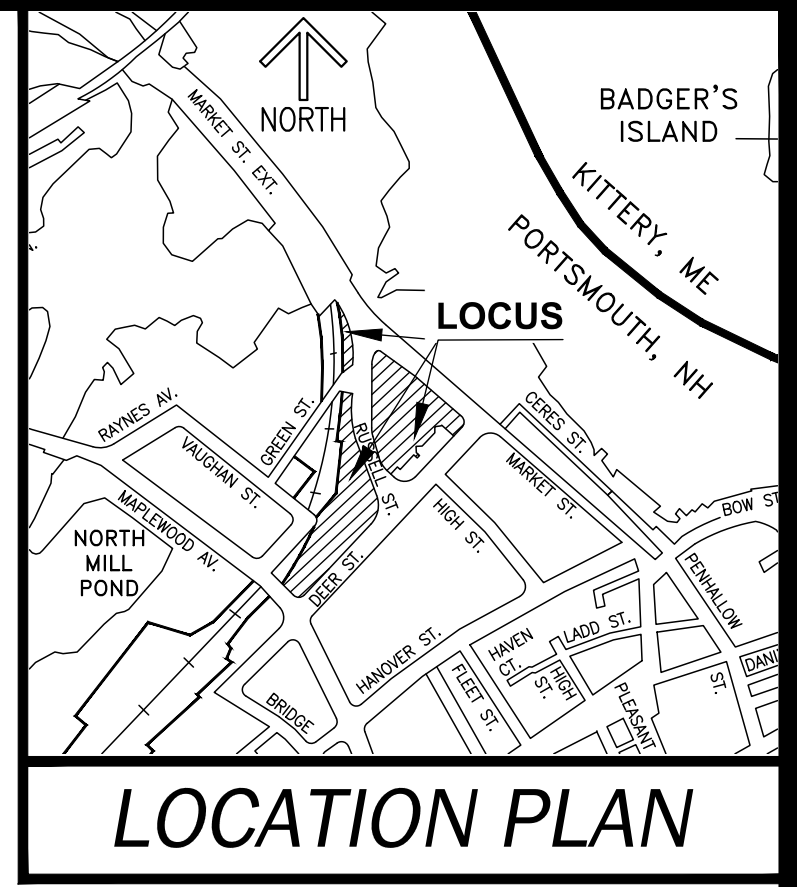 NORTH
MARKET ST. EXT.
BADGER'S
ISLAND
KITTERY, ME
PORTSMOUTH, NH
LOCUS
RAYNES AV.
VAUGHAN ST.
GREEN ST.
RUSSELL ST.
CERES ST.
MARKET ST.
BOW ST
MAPLEWOOD AV.
NORTH
MILL
POND
HIGH ST.
DEER ST.
PENHALLOW
ST.
HANOVER ST.
HAVEN
CT.
LADD ST.
HIGH
ST.
FLEET ST.
BRIDGE
PLEASANT
DANI
LOCATION PLAN